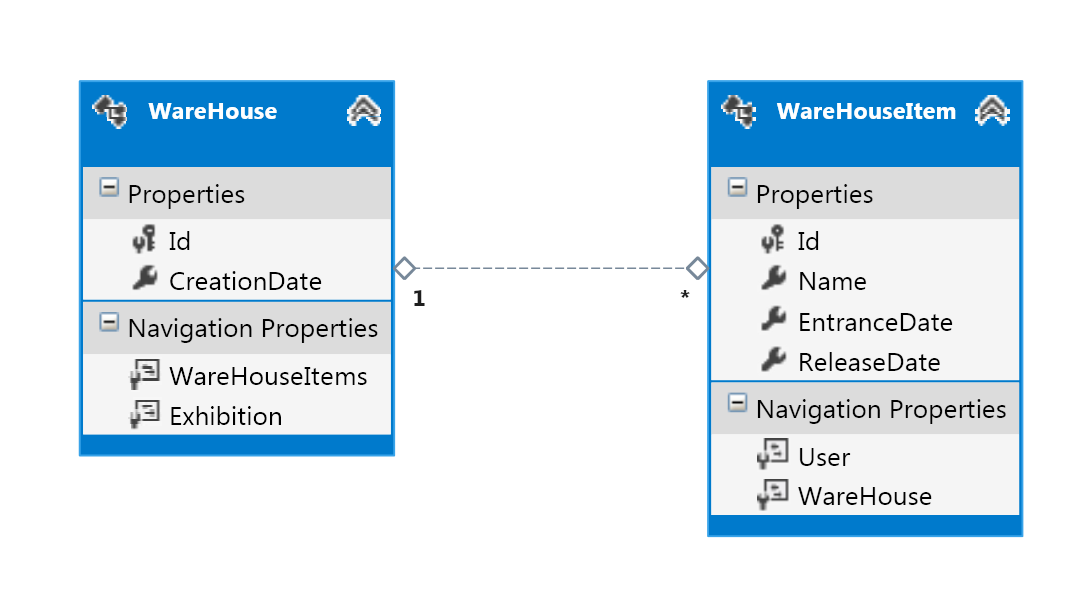 WareHouse
Properties
Id
CreationDate
Navigation Properties
WareHouseItems
Exhibition
1
*
WareHouseItem
Properties
Id
Name
EntranceDate
ReleaseDate
Navigation Properties
User
WareHouse